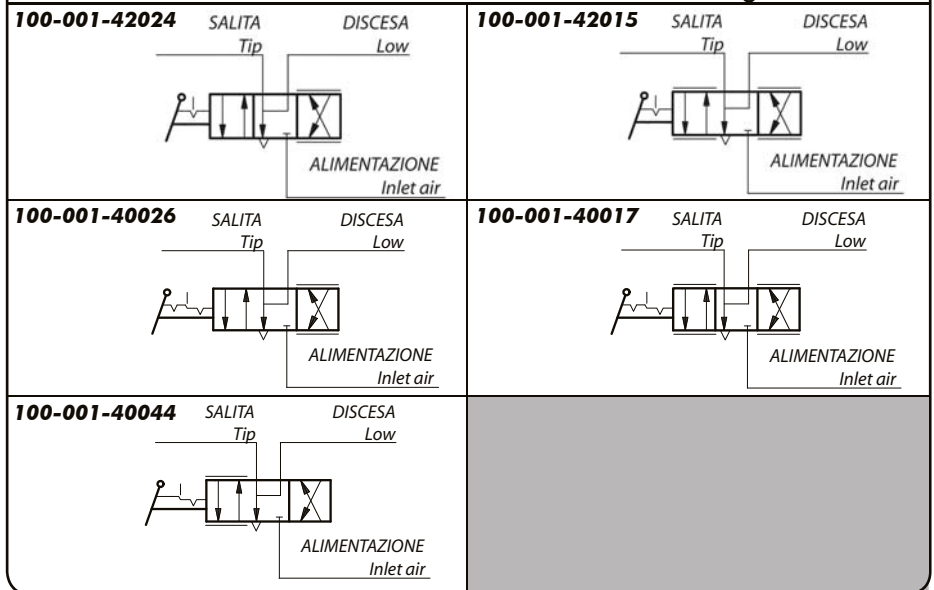 100-001-42024 SALITA DISCESA
Tip Low
ALIMENTAZIONE
Inlet air
100-001-42015 SALITA DISCESA
Tip Low
ALIMENTAZIONE
Inlet air
100-001-40026 SALITA DISCESA
Tip Low
ALIMENTAZIONE
Inlet air
100-001-40017 SALITA DISCESA
Tip Low
ALIMENTAZIONE
Inlet air
100-001-40044 SALITA DISCESA
Tip Low
ALIMENTAZIONE
Inlet air